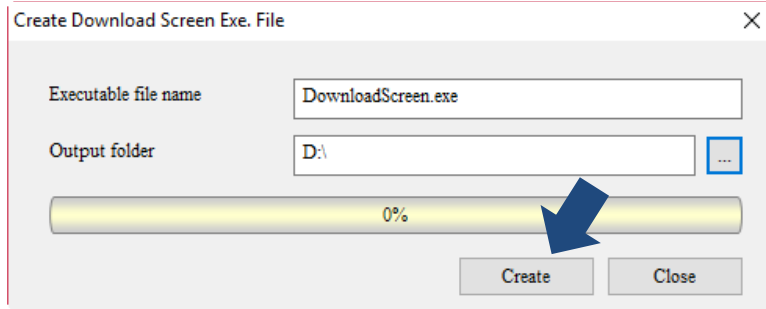 Create Download Screen Exe. File
Executable file name
DownloadScreen.exe
Output folder
D:\
...
0%
Create
Close